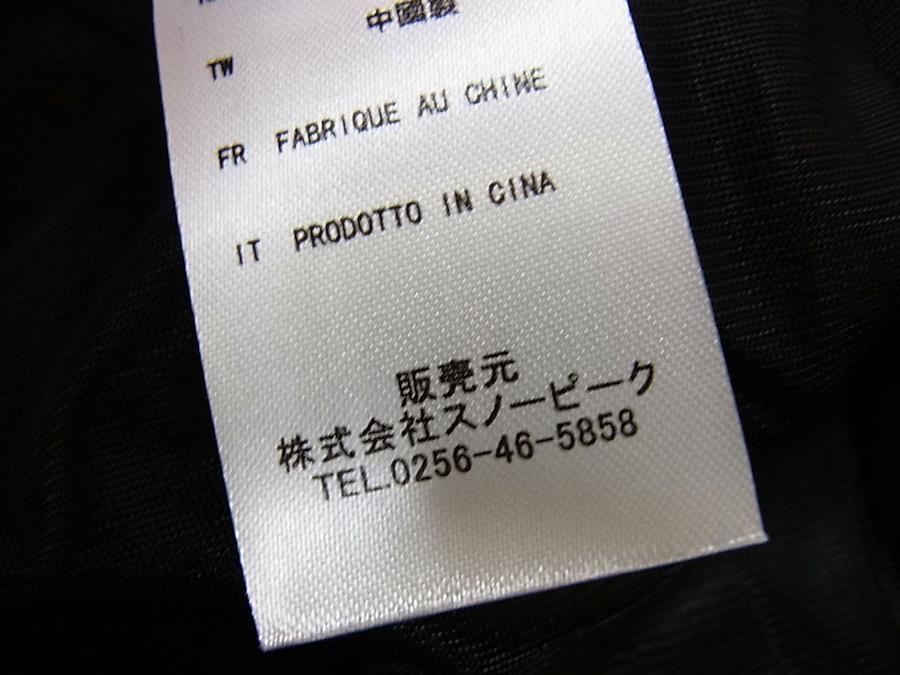 中國製
TW
FR FABRIQUE AU CHINE
IT PRODOTTO IN CINA
販売元
株式会社スノーピーク
TEL.0256-46-5858